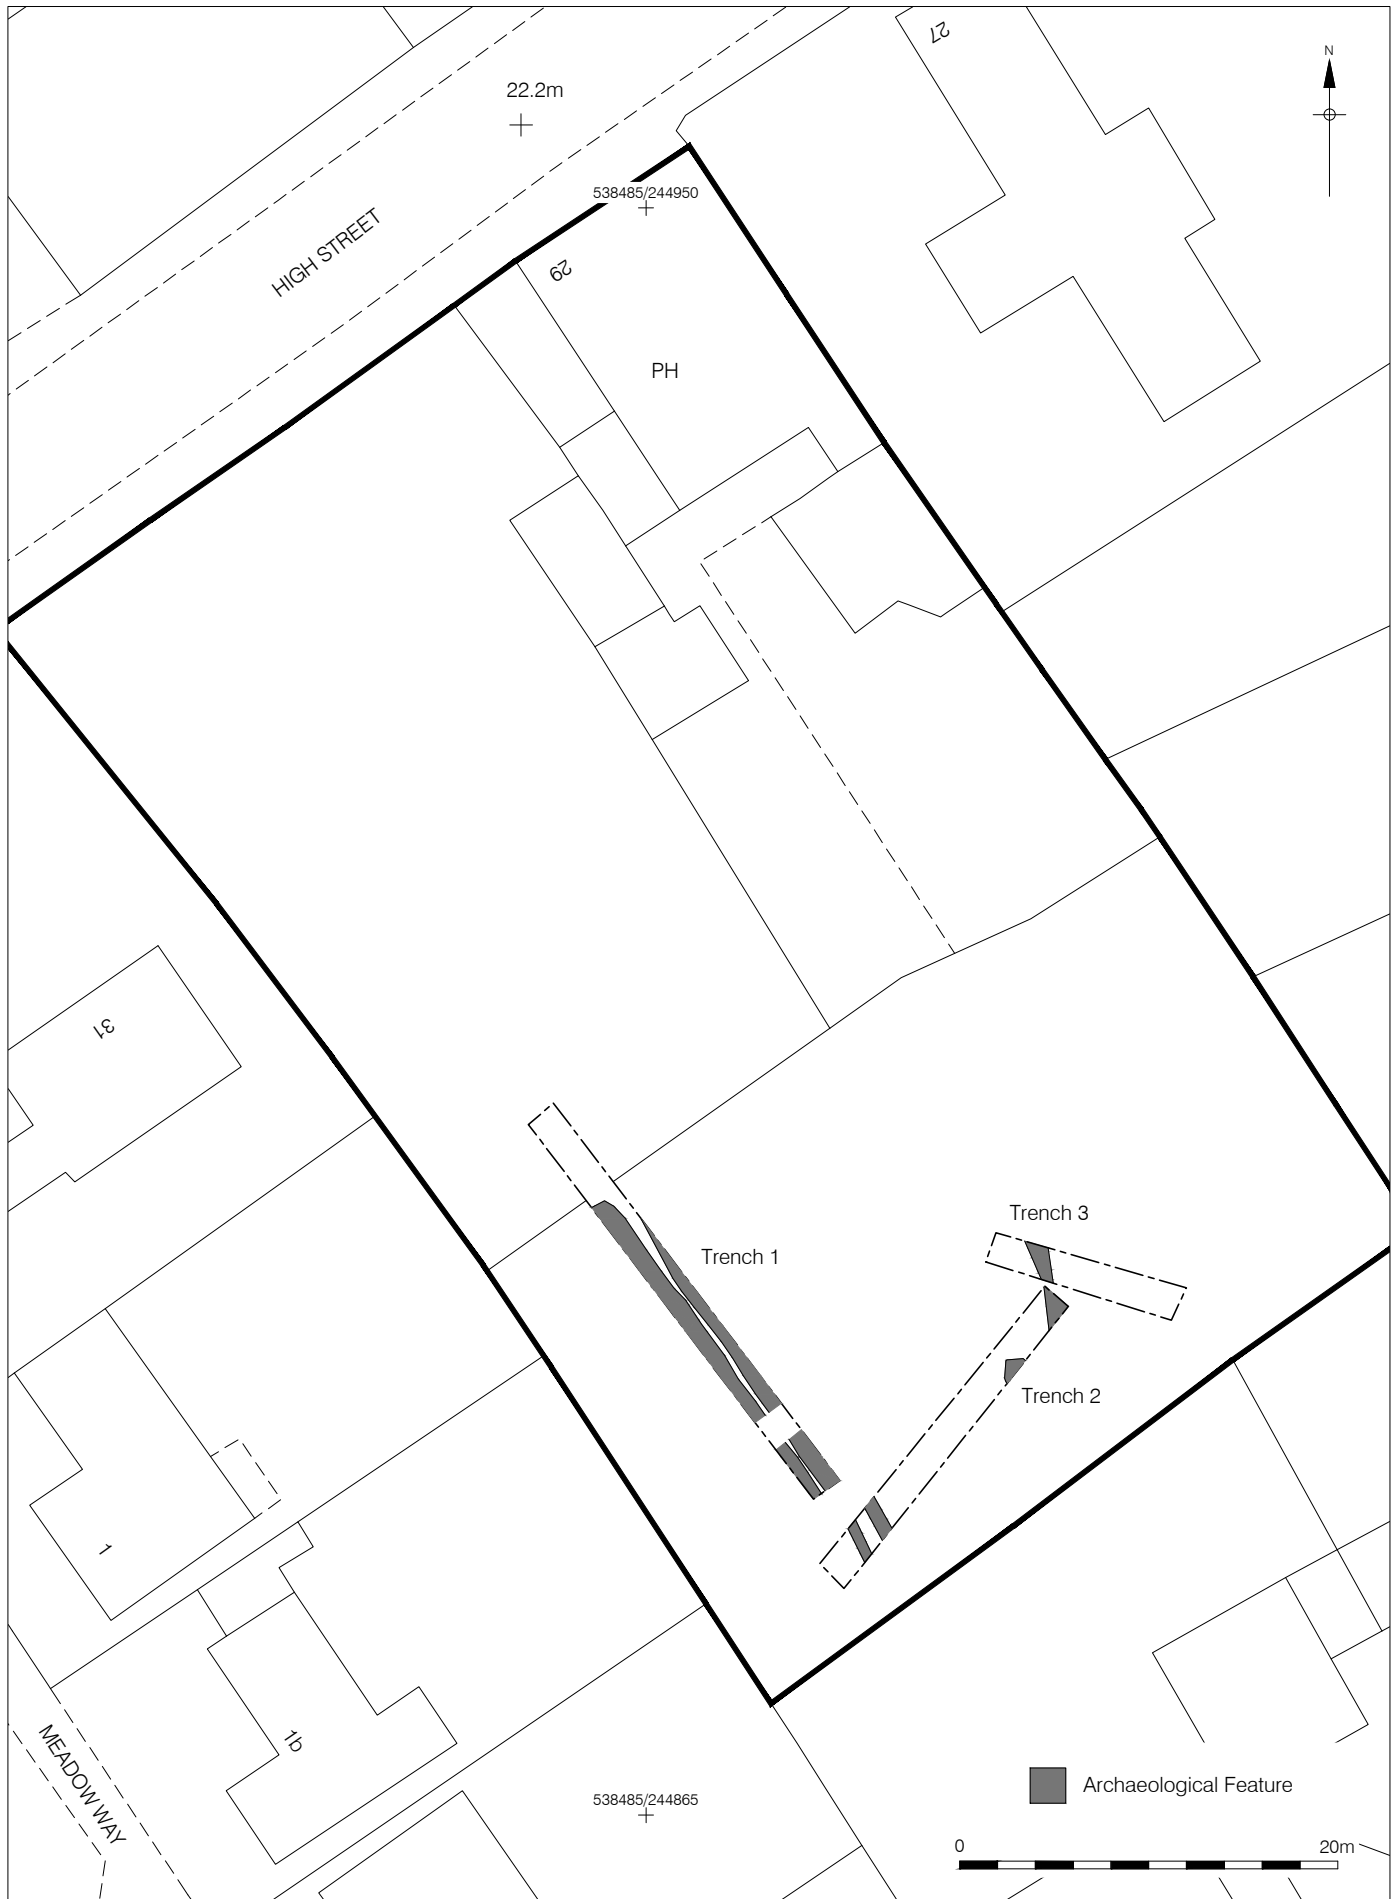 27
N
22.2m
538485/244950
HIGH STREET
29
PH
31
Trench 3
Trench 1
Trench 2
1
1b
MEADOW WAY
Archaeological Feature
538485/244865
0 20m